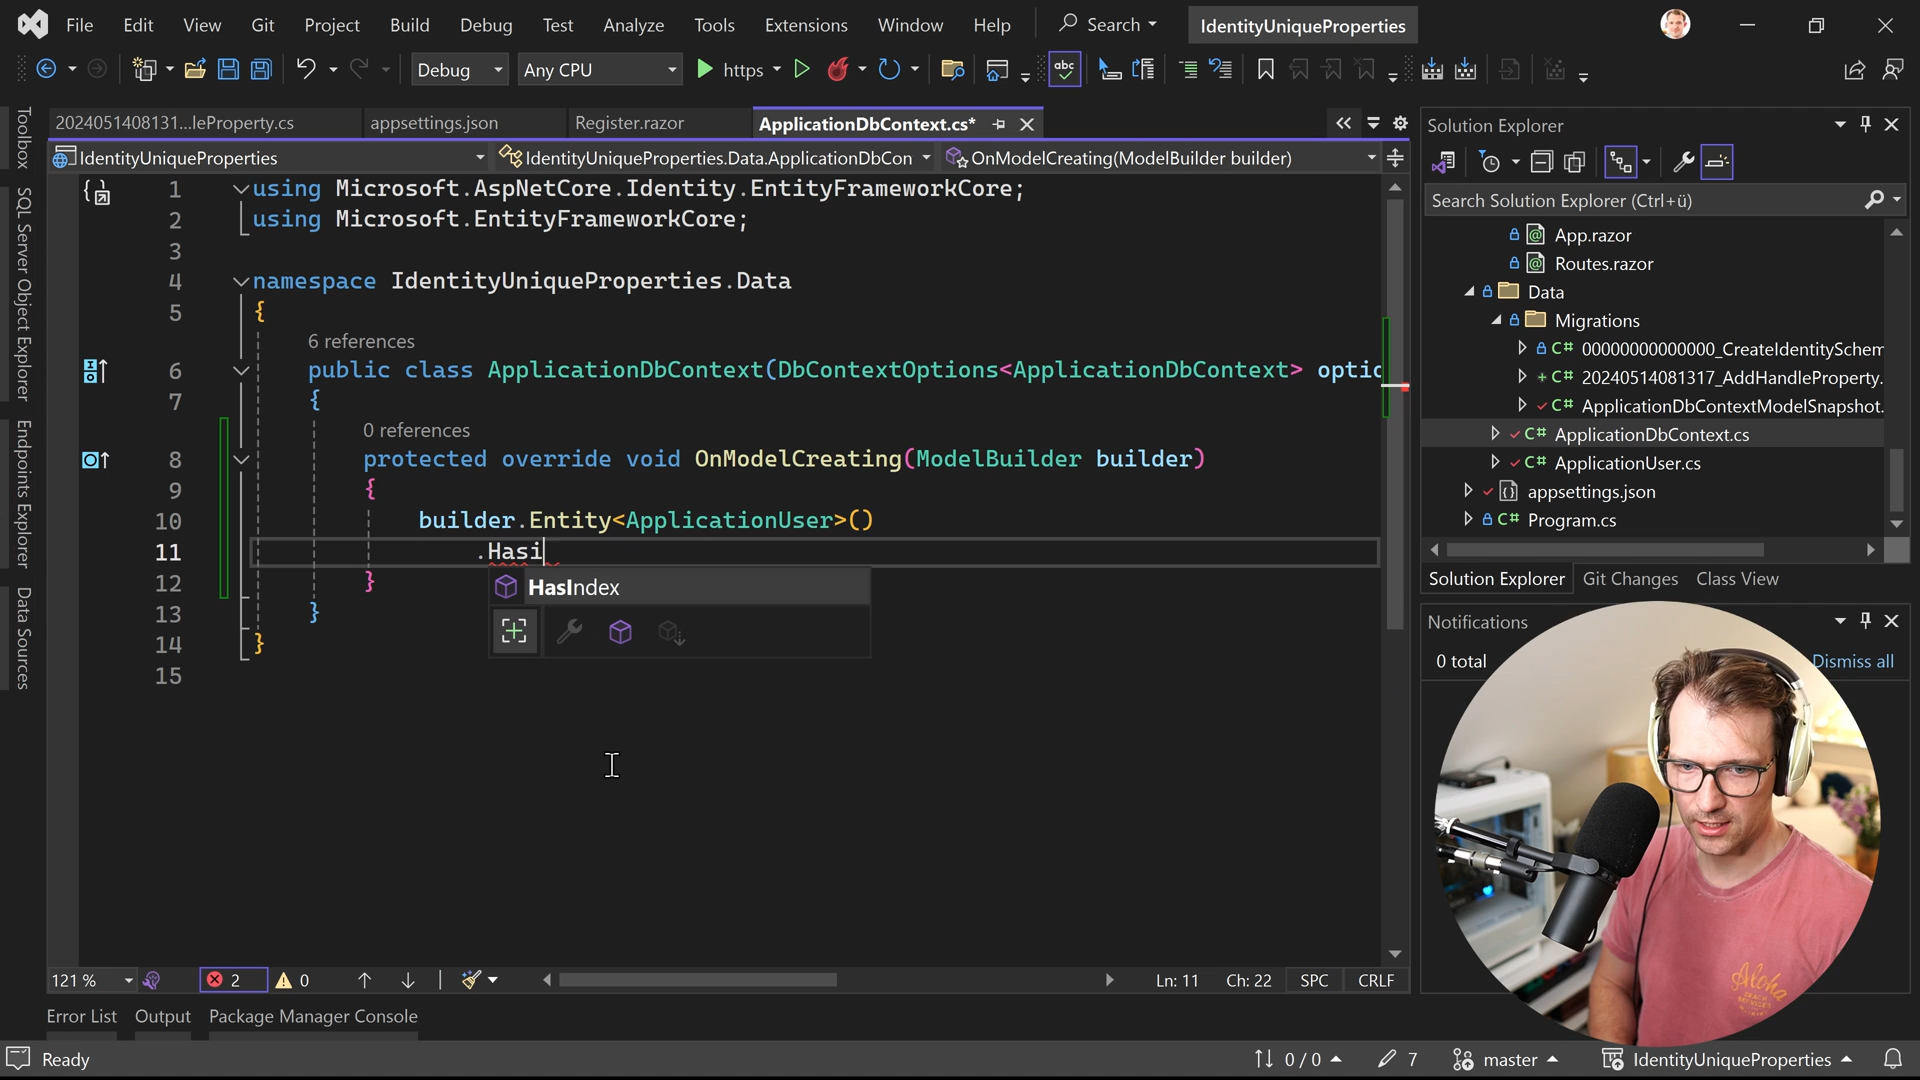 File Edit View Git Project Build Debug Test Analyze Tools Extensions Window Help Search IdentityUniqueProperties
Debug Any CPU https abc
2024051408131...leProperty.cs appsettings.json Register.razor ApplicationDbContext.cs*
IdentityUniqueProperties IdentityUniqueProperties.Data.ApplicationDbCon OnModelCreating(ModelBuilder builder)
Toolbox
SQL Server Object Explorer
Endpoints Explorer
Data Sources
1 using Microsoft.AspNetCore.Identity.EntityFrameworkCore;
2 using Microsoft.EntityFrameworkCore;
3
4 namespace IdentityUniqueProperties.Data
5 {
6 references
6 public class ApplicationDbContext(DbContextOptions<ApplicationDbContext> optio
7 {
0 references
8 protected override void OnModelCreating(ModelBuilder builder)
9 {
10 builder.Entity<ApplicationUser>()
11 .Hasi
12 }
HasIndex
13 }
14 }
15
121 % 2 0 Ln: 11 Ch: 22 SPC CRLF
Solution Explorer
Search Solution Explorer (Ctrl+ü)
App.razor
Routes.razor
Data
Migrations
C# 00000000000000_CreateIdentitySchem
C# 20240514081317_AddHandleProperty.
C# ApplicationDbContextModelSnapshot.
C# ApplicationDbContext.cs
C# ApplicationUser.cs
appsettings.json
C# Program.cs
Solution Explorer Git Changes Class View
Notifications
0 total Dismiss all
Aloha
Error List Output Package Manager Console
Ready 0 / 0 7 master IdentityUniqueProperties